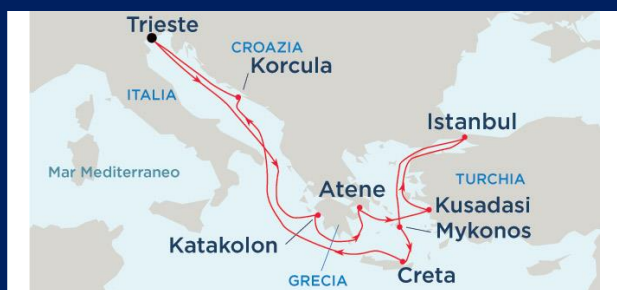 Trieste
CROAZIA
Korcula
ITALIA
Istanbul
Mar Mediterraneo
Atene
TURCHIA
Kusadasi
Mykonos
Katakolon
GRECIA
Creta